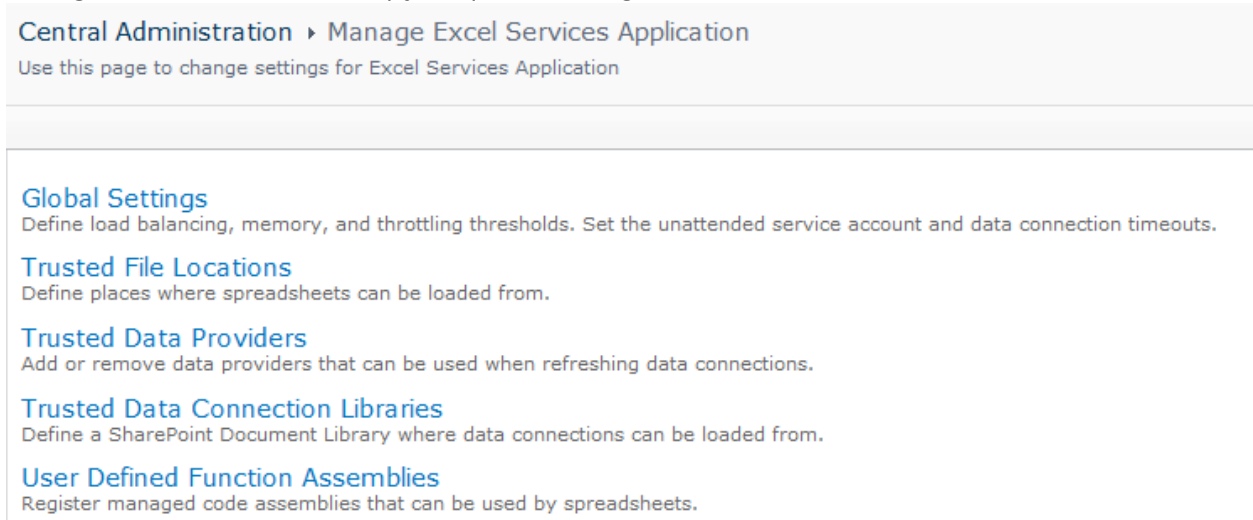 Central Administration ▸ Manage Excel Services Application
Use this page to change settings for Excel Services Application
Global Settings
Define load balancing, memory, and throttling thresholds. Set the unattended service account and data connection timeouts.
Trusted File Locations
Define places where spreadsheets can be loaded from.
Trusted Data Providers
Add or remove data providers that can be used when refreshing data connections.
Trusted Data Connection Libraries
Define a SharePoint Document Library where data connections can be loaded from.
User Defined Function Assemblies
Register managed code assemblies that can be used by spreadsheets.